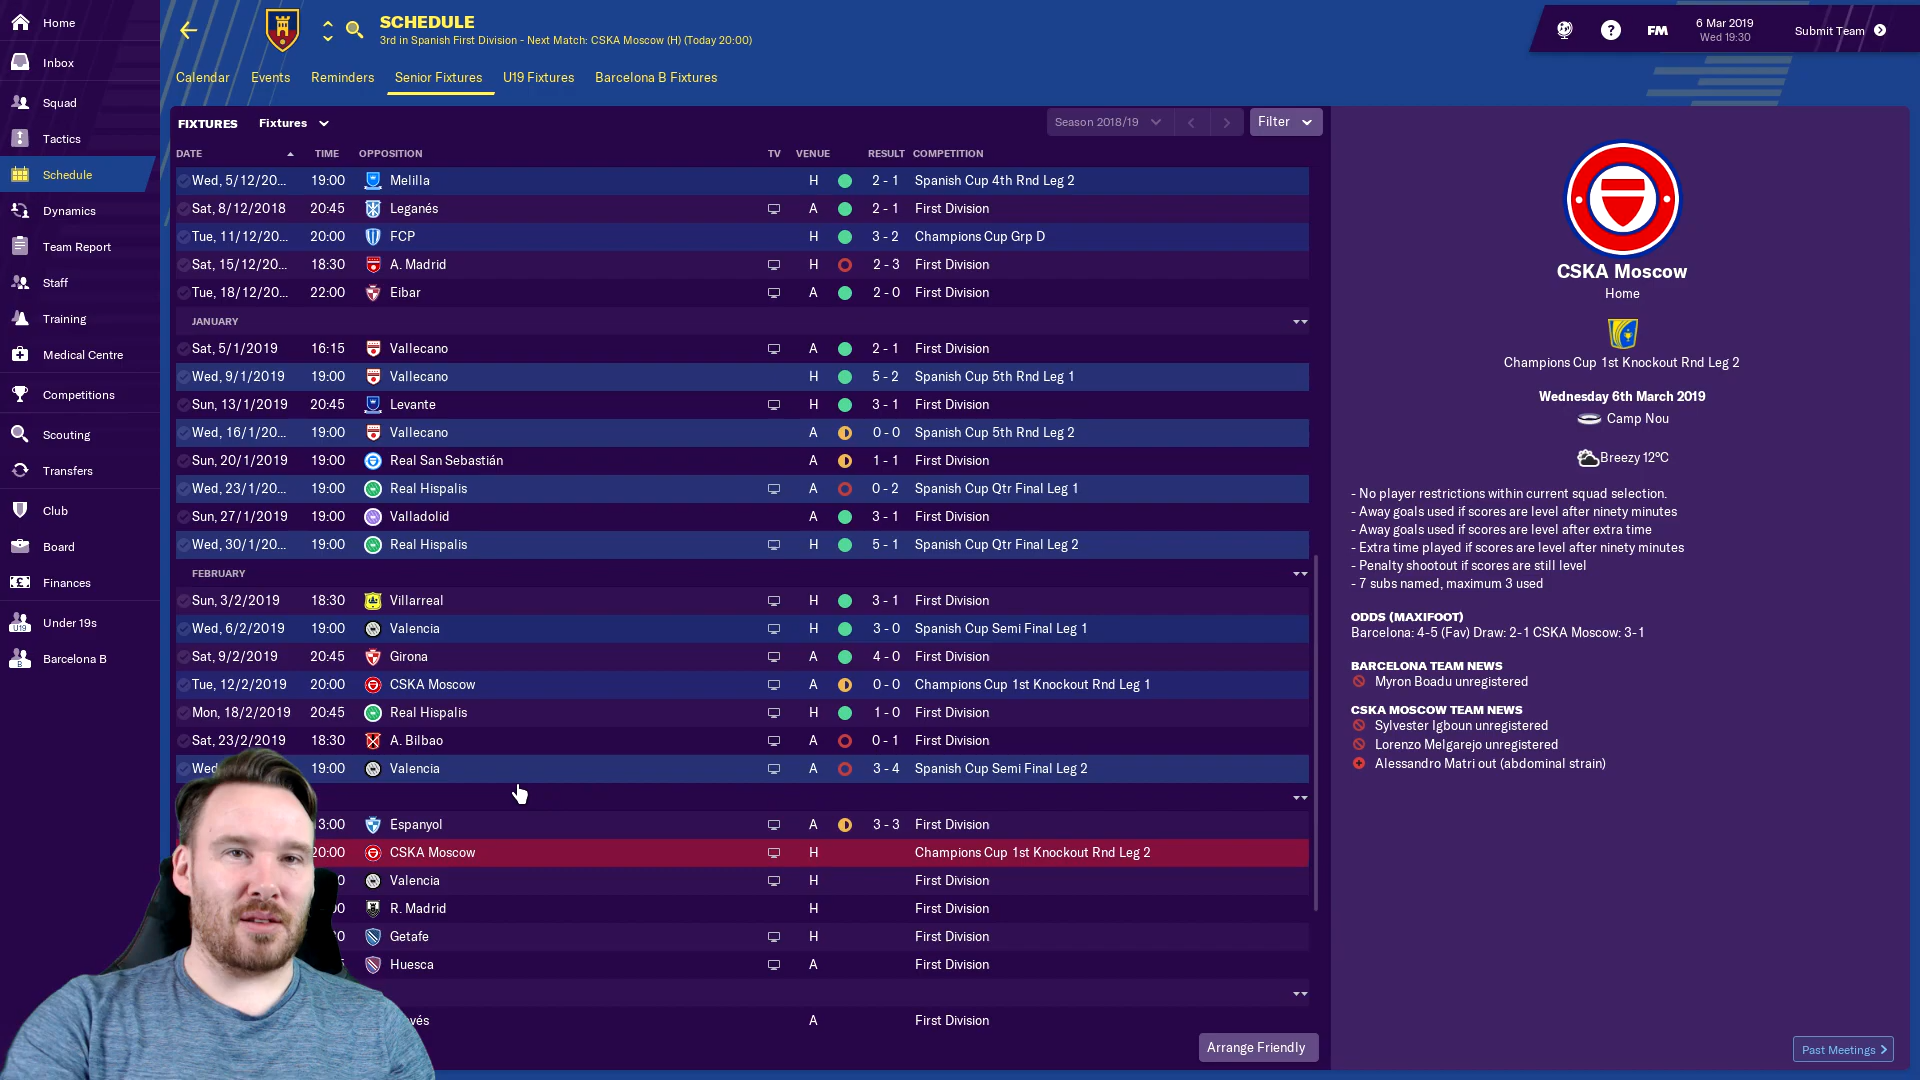 Home
Inbox
Squad
Tactics
Schedule
Dynamics
Team Report
Staff
Training
Medical Centre
Competitions
Scouting
Transfers
Club
Board
Finances
Under 19s
Barcelona B
SCHEDULE
3rd in Spanish First Division - Next Match: CSKA Moscow (H) (Today 20:00)
FM
6 Mar 2019
Wed 19:30
Submit Team
Calendar Events Reminders Senior Fixtures U19 Fixtures Barcelona B Fixtures
FIXTURES Fixtures Season 2018/19 Filter
DATE TIME OPPOSITION TV VENUE RESULT COMPETITION
Wed, 5/12/20... 19:00 Melilla H 2 - 1 Spanish Cup 4th Rnd Leg 2
Sat, 8/12/2018 20:45 Leganés A 2 - 1 First Division
Tue, 11/12/20... 20:00 FCP H 3 - 2 Champions Cup Grp D
Sat, 15/12/20... 18:30 A. Madrid H 2 - 3 First Division
Tue, 18/12/20... 22:00 Eibar A 2 - 0 First Division
JANUARY
Sat, 5/1/2019 16:15 Vallecano A 2 - 1 First Division
Wed, 9/1/2019 19:00 Vallecano H 5 - 2 Spanish Cup 5th Rnd Leg 1
Sun, 13/1/2019 20:45 Levante H 3 - 1 First Division
Wed, 16/1/20... 19:00 Vallecano A 0 - 0 Spanish Cup 5th Rnd Leg 2
Sun, 20/1/2019 19:00 Real San Sebastián A 1 - 1 First Division
Wed, 23/1/20... 19:00 Real Hispalis A 0 - 2 Spanish Cup Qtr Final Leg 1
Sun, 27/1/2019 19:00 Valladolid A 3 - 1 First Division
Wed, 30/1/20... 19:00 Real Hispalis H 5 - 1 Spanish Cup Qtr Final Leg 2
FEBRUARY
Sun, 3/2/2019 18:30 Villarreal H 3 - 1 First Division
Wed, 6/2/2019 19:00 Valencia H 3 - 0 Spanish Cup Semi Final Leg 1
Sat, 9/2/2019 20:45 Girona A 4 - 0 First Division
Tue, 12/2/2019 20:00 CSKA Moscow A 0 - 0 Champions Cup 1st Knockout Rnd Leg 1
Mon, 18/2/2019 20:45 Real Hispalis H 1 - 0 First Division
Sat, 23/2/2019 18:30 A. Bilbao A 0 - 1 First Division
Wed 19:00 Valencia A 3 - 4 Spanish Cup Semi Final Leg 2
3:00 Espanyol A 3 - 3 First Division
20:00 CSKA Moscow H Champions Cup 1st Knockout Rnd Leg 2
Valencia H First Division
R. Madrid H First Division
Getafe H First Division
Huesca A First Division
vés A First Division
Arrange Friendly
CSKA Moscow
Home
Champions Cup 1st Knockout Rnd Leg 2
Wednesday 6th March 2019
Camp Nou
Breezy 12°C
- No player restrictions within current squad selection.
- Away goals used if scores are level after ninety minutes
- Away goals used if scores are level after extra time
- Extra time played if scores are level after ninety minutes
- Penalty shootout if scores are still level
- 7 subs named, maximum 3 used
ODDS (MAXIFOOT)
Barcelona: 4-5 (Fav) Draw: 2-1 CSKA Moscow: 3-1
BARCELONA TEAM NEWS
Myron Boadu unregistered
CSKA MOSCOW TEAM NEWS
Sylvester Igboun unregistered
Lorenzo Melgarejo unregistered
Alessandro Matri out (abdominal strain)
Past Meetings